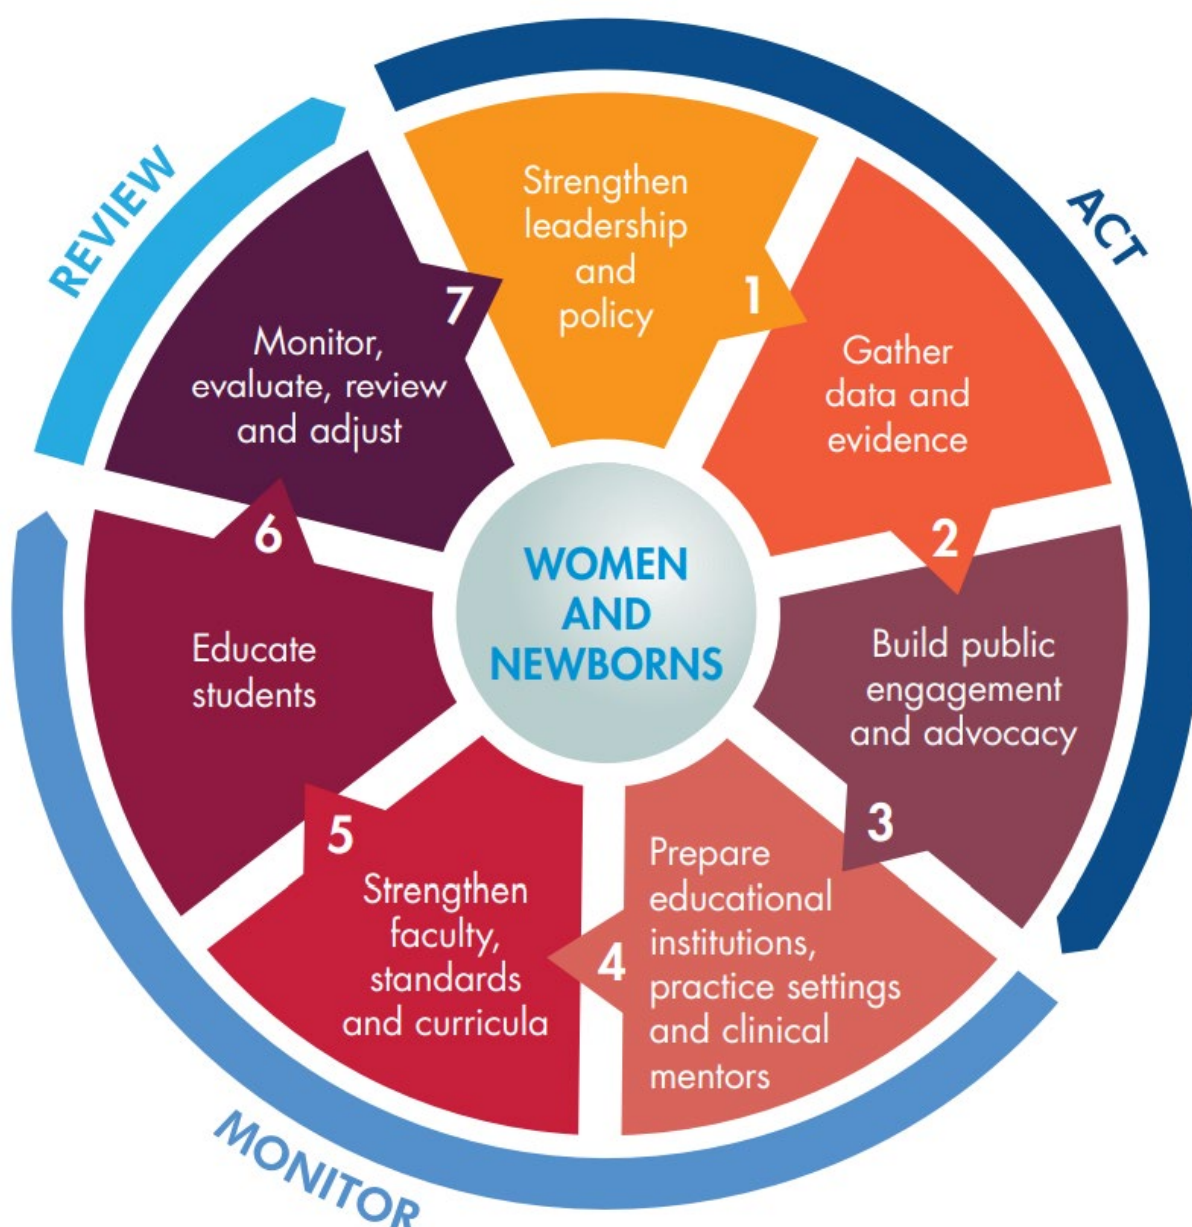 REVIEW
ACT
MONITOR
WOMEN
AND
NEWBORNS
Strengthen
leadership
and
policy
1
Gather
data and
evidence
2
Build public
engagement
and advocacy
3
Prepare
educational
institutions,
practice settings
and clinical
mentors
4
Strengthen
faculty,
standards
and curricula
5
Educate
students
6
Monitor,
evaluate, review
and adjust
7